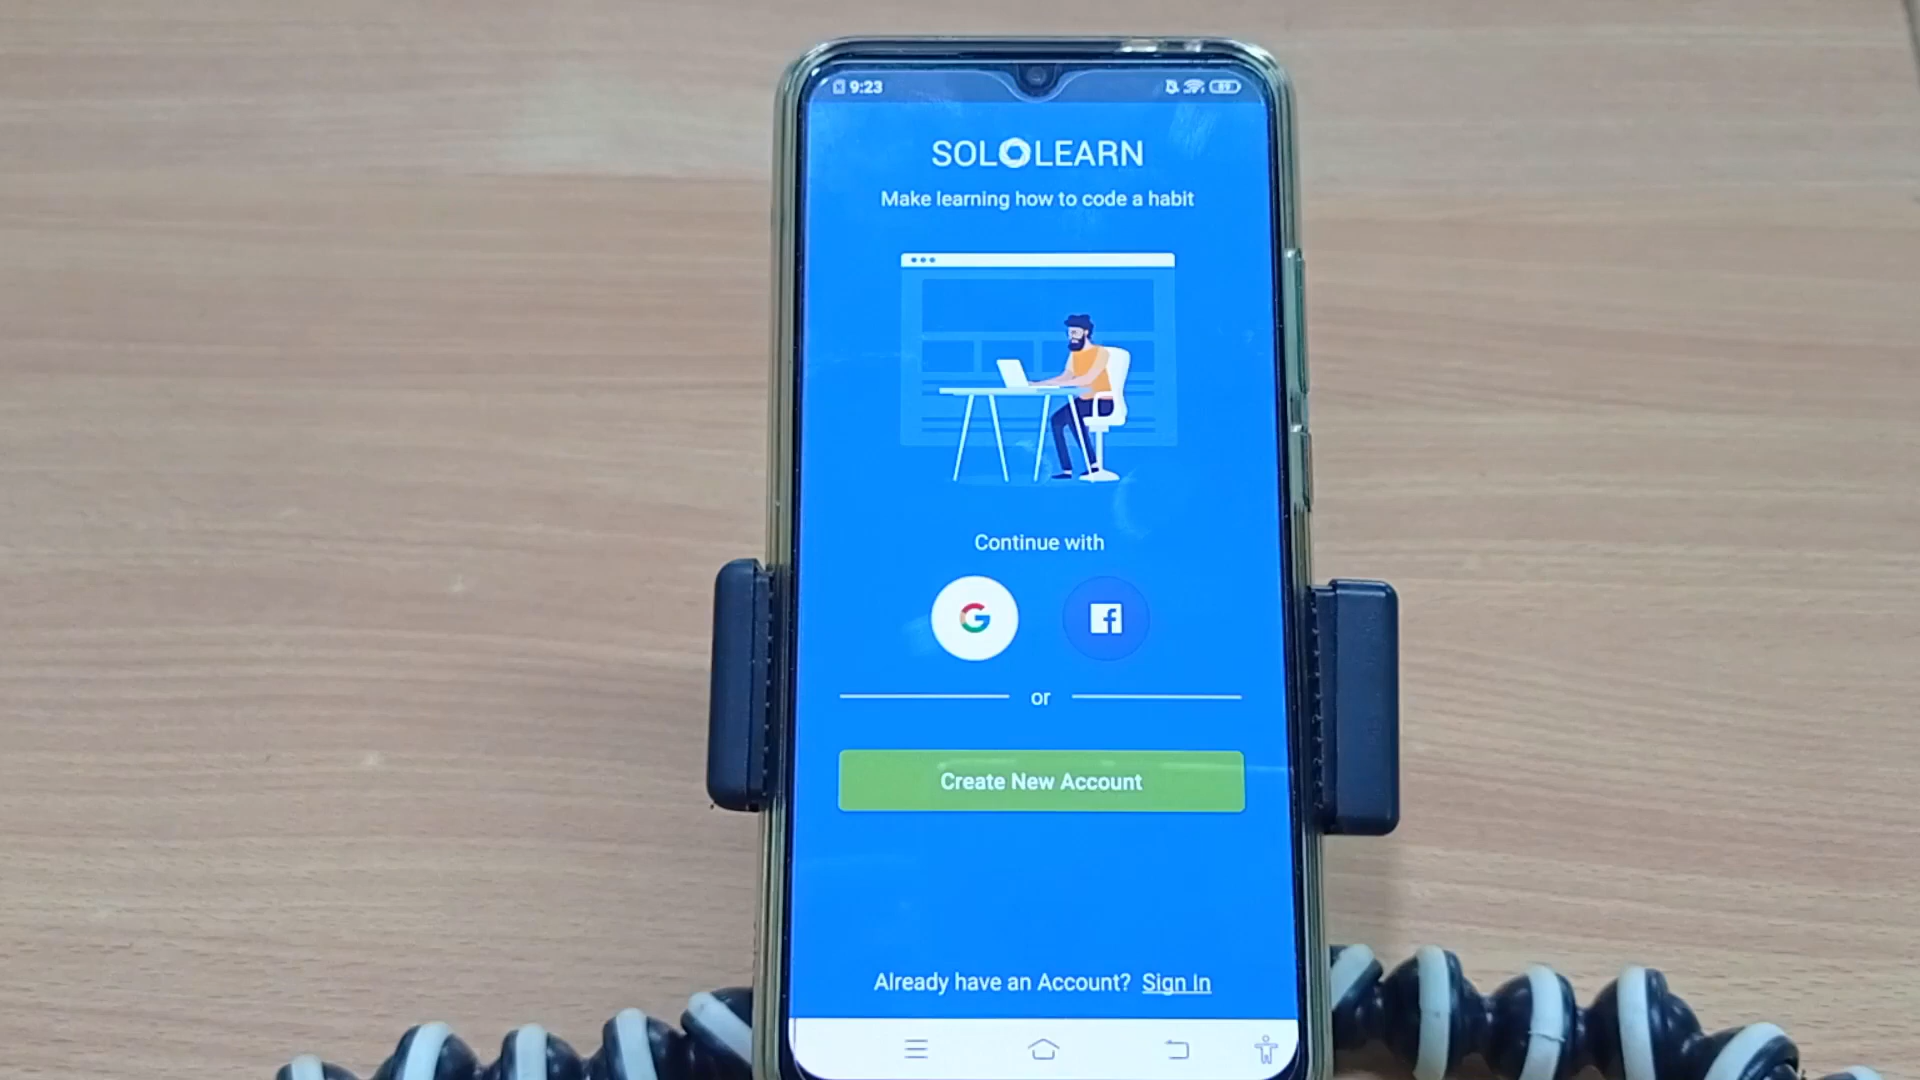 9:23
SOLOLEARN
Make learning how to code a habit
Continue with
G f
or
Create New Account
Already have an Account? Sign In